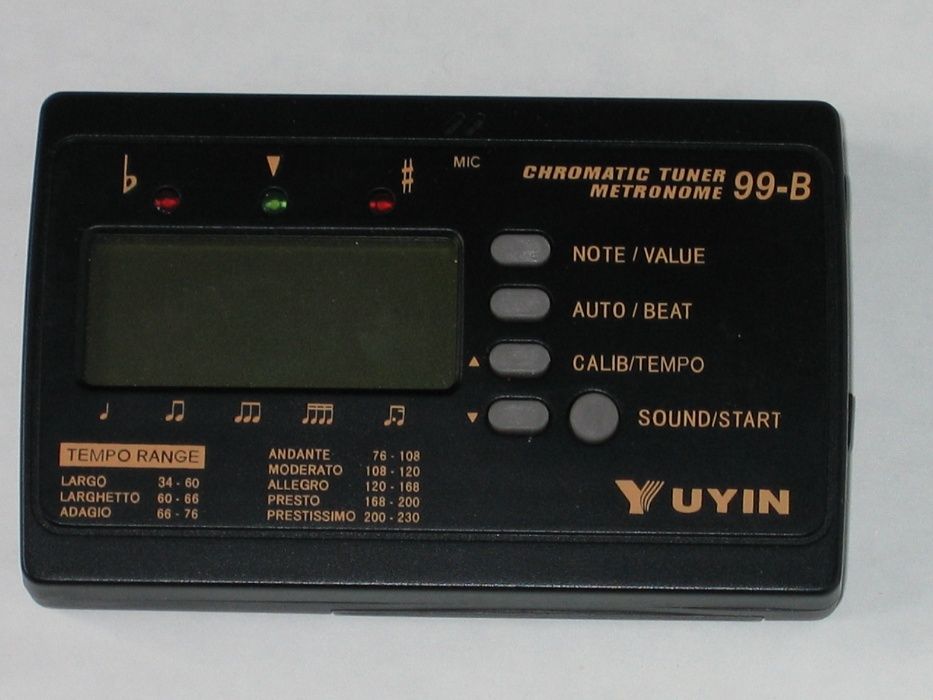 ♭
♯
MIC
CHROMATIC TUNER
METRONOME 99-B
NOTE / VALUE
AUTO / BEAT
CALIB/TEMPO
SOUND/START
TEMPO RANGE
LARGO 34 - 60
LARGHETTO 60 - 66
ADAGIO 66 - 76
ANDANTE 76 - 108
MODERATO 108 - 120
ALLEGRO 120 - 168
PRESTO 168 - 200
PRESTISSIMO 200 - 230
YUYIN